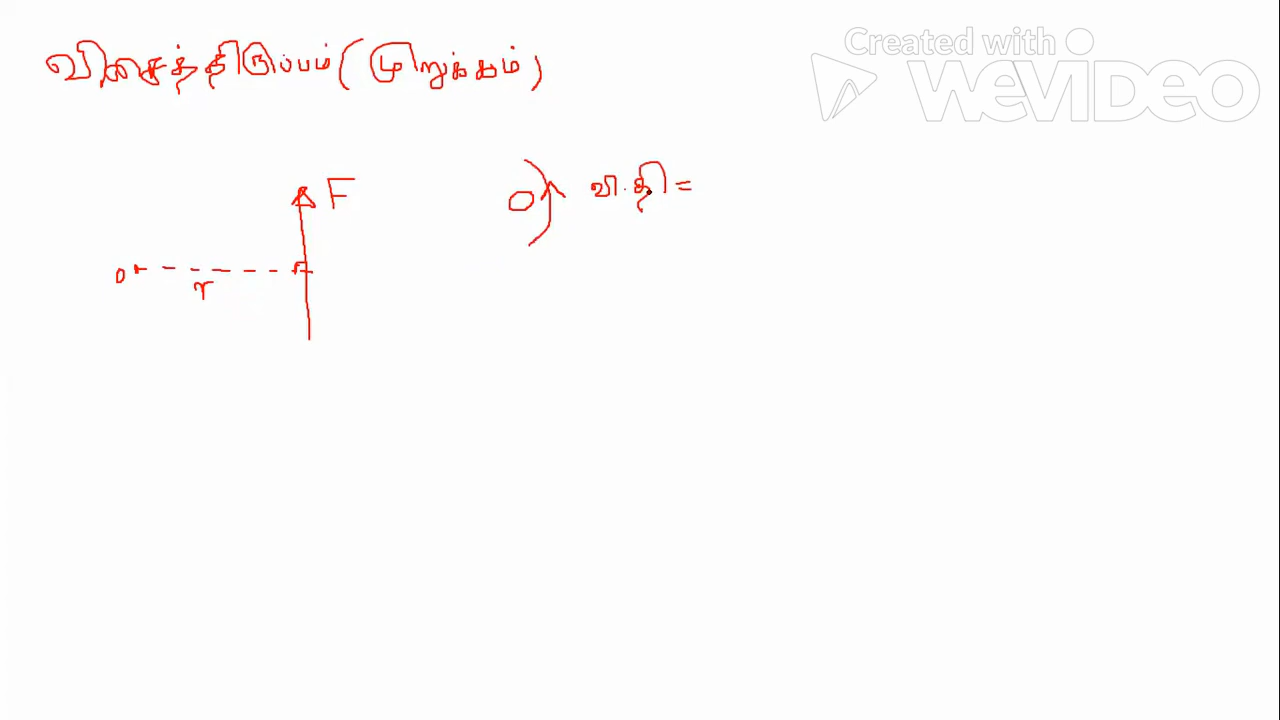 விசைத்திருப்பம் (முறுக்கம்)
Created with
WEVIDEO
F
O
r
O வி.தி =